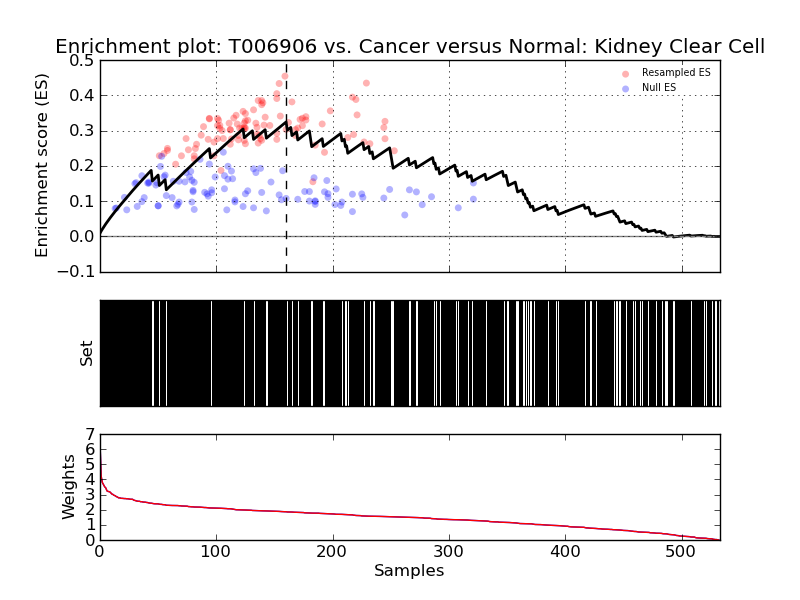 Enrichment plot: T006906 vs. Cancer versus Normal: Kidney Clear Cell
Enrichment score (ES)
0.5
0.4
0.3
0.2
0.1
0.0
−0.1
Resampled ES
Null ES
Set
Weights
7
6
5
4
3
2
1
0
0 100 200 300 400 500
Samples